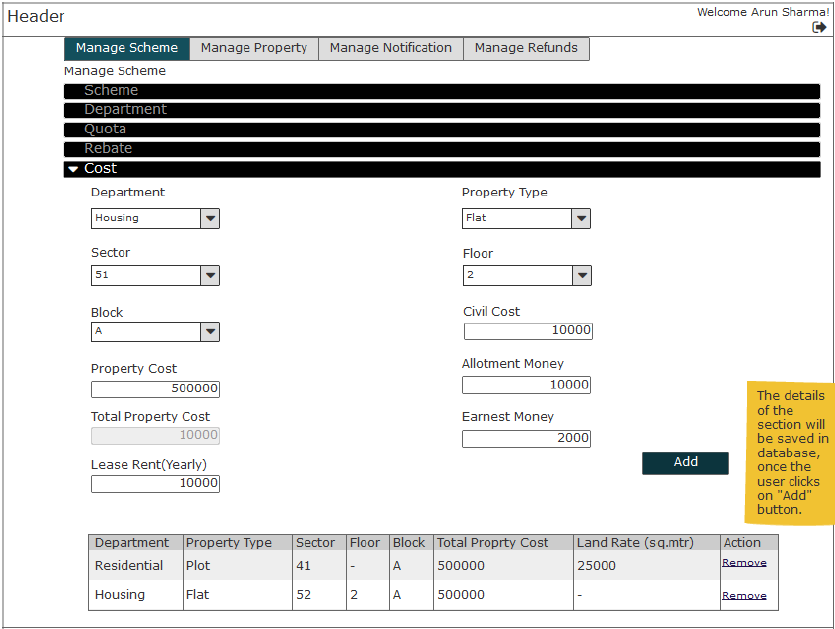 Header
Welcome Arun Sharma!
Manage Scheme Manage Property Manage Notification Manage Refunds
Manage Scheme
Scheme
Department
Quota
Rebate
Cost
Department Property Type
Housing Flat
Sector Floor
51 2
Block Civil Cost
A 10000
Property Cost Allotment Money
500000 10000
Total Property Cost Earnest Money
10000 2000
Lease Rent(Yearly)
10000
Add
The details
of the
section will
be saved in
database,
once the
user clicks
on "Add"
button.
Department Property Type Sector Floor Block Total Proprty Cost Land Rate (sq.mtr) Action
Residential Plot 41 - A 500000 25000 Remove
Housing Flat 52 2 A 500000 - Remove